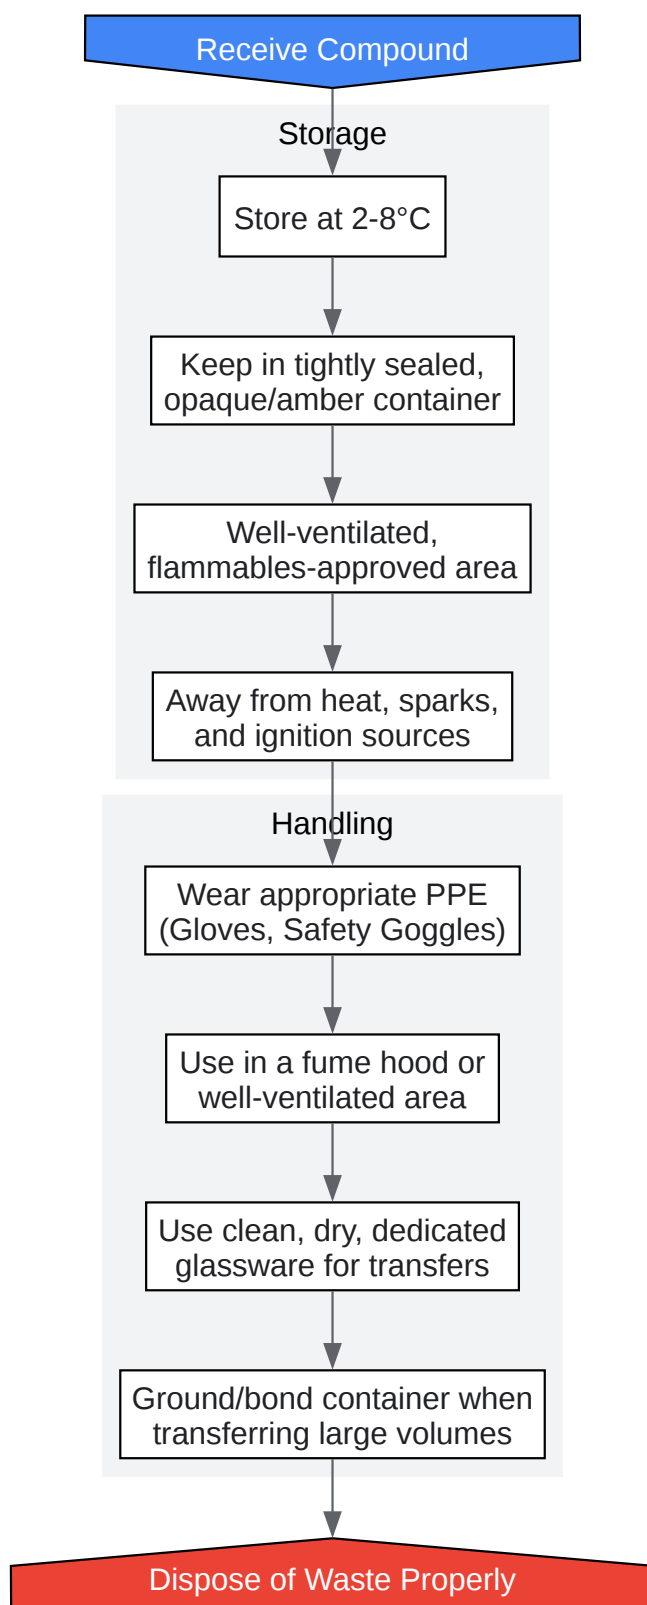 Receive Compound
Storage
Store at 2-8°C
Keep in tightly sealed,
opaque/amber container
Well-ventilated,
flammables-approved area
Away from heat, sparks,
and ignition sources
Handling
Wear appropriate PPE
(Gloves, Safety Goggles)
Use in a fume hood or
well-ventilated area
Use clean, dry, dedicated
glassware for transfers
Ground/bond container when
transferring large volumes
Dispose of Waste Properly